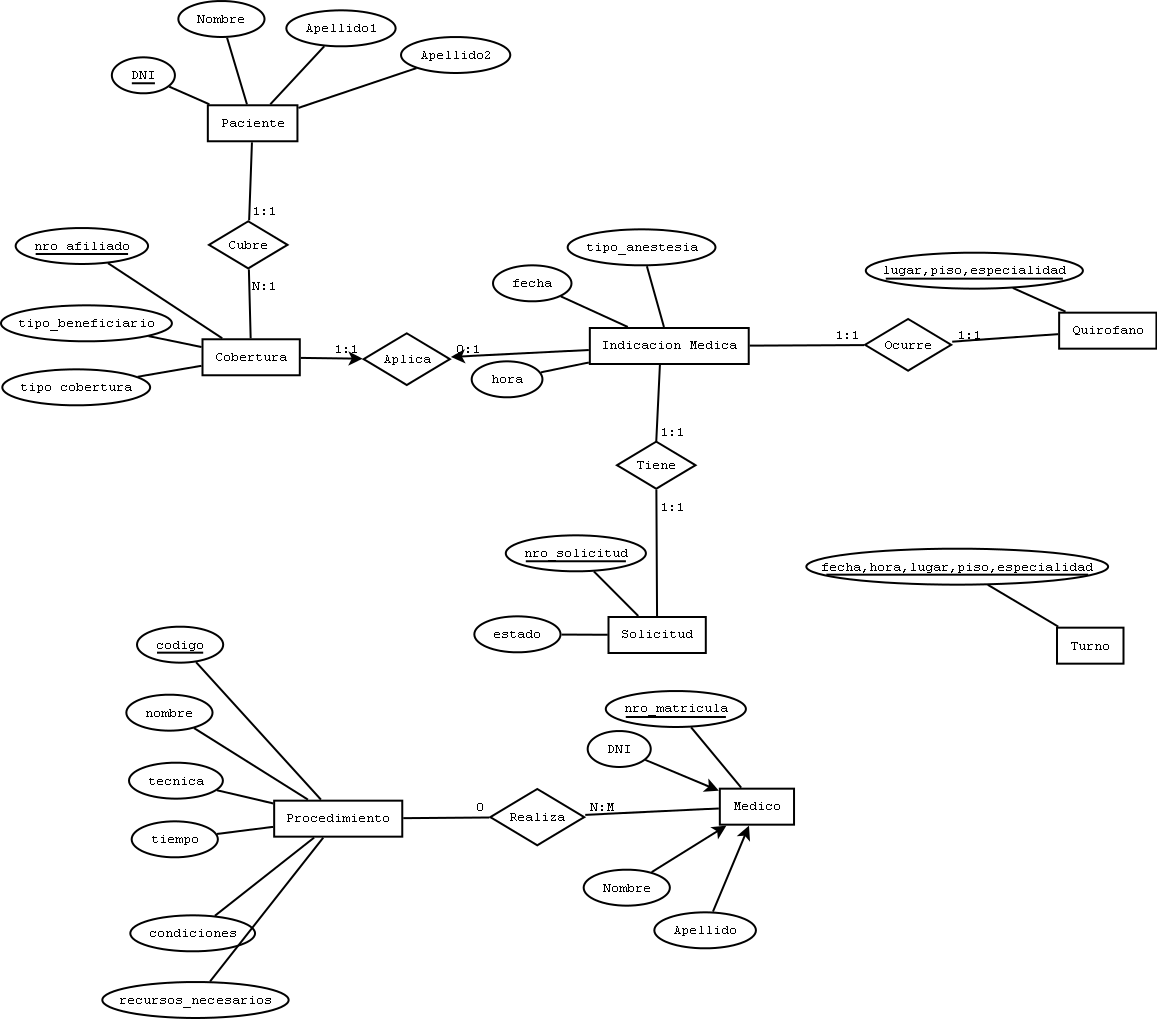 Nombre
Apellido1
Apellido2
DNI
Paciente
1:1
Cubre
nro_afiliado
N:1
tipo_beneficiario
Cobertura
tipo cobertura
1:1
Aplica
0:1
tipo_anestesia
fecha
Indicacion Medica
hora
1:1
Ocurre
1:1
lugar,piso,especialidad
Quirofano
1:1
Tiene
1:1
nro_solicitud
estado
Solicitud
fecha,hora,lugar,piso,especialidad
Turno
codigo
nombre
tecnica
tiempo
Procedimiento
condiciones
recursos_necesarios
0
Realiza
N:M
nro_matricula
DNI
Medico
Nombre
Apellido